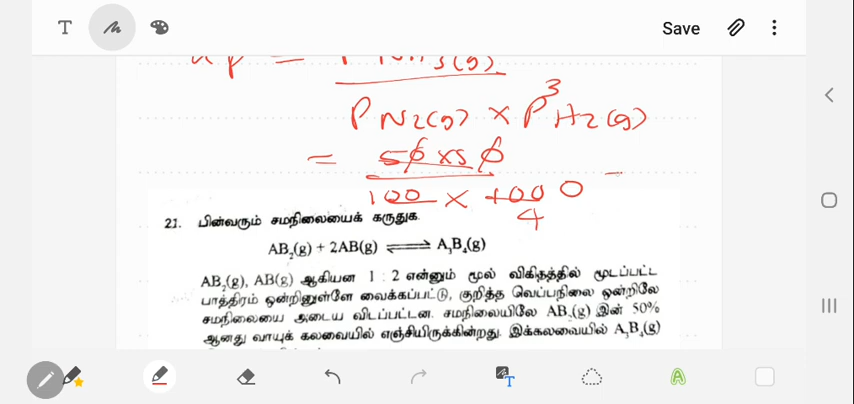 T Save
Kp = P NH3(g)
P N2(g) × P³ H2(g)
= 50 × 50
100 × 1000
4
21. பின்வரும் சமநிலையைக் கருதுக.
AB₂(g) + 2AB(g) ⇌ A₃B₄(g)
AB₂(g), AB(g) ஆகியன 1 : 2 என்னும் மூல் விகிதத்தில் மூடப்பட்ட
பாத்திரம் ஒன்றினுள்ளே வைக்கப்பட்டு, குறித்த வெப்பநிலை ஒன்றிலே
சமநிலையை அடைய விடப்பட்டன. சமநிலையிலே AB₂(g) இன் 50%
ஆனது வாயுக் கலவையில் எஞ்சியிருக்கின்றது. இக்கலவையில் A₃B₄(g)